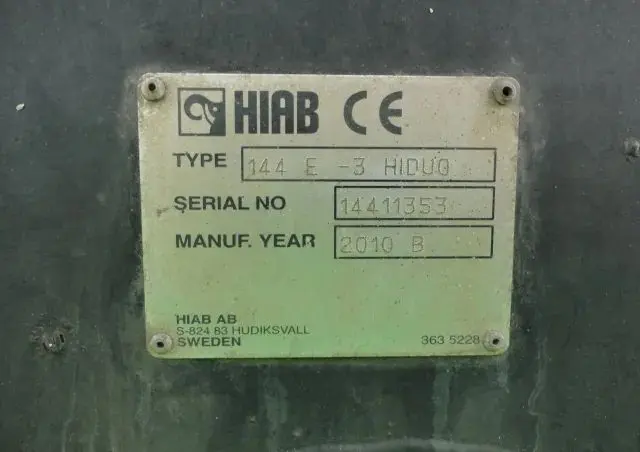 HIAB CE
TYPE 144 E -3 HIDUO
SERIAL NO 14411353
MANUF. YEAR 2010 B
HIAB AB
S-824 83 HUDIKSVALL
SWEDEN 363 5228